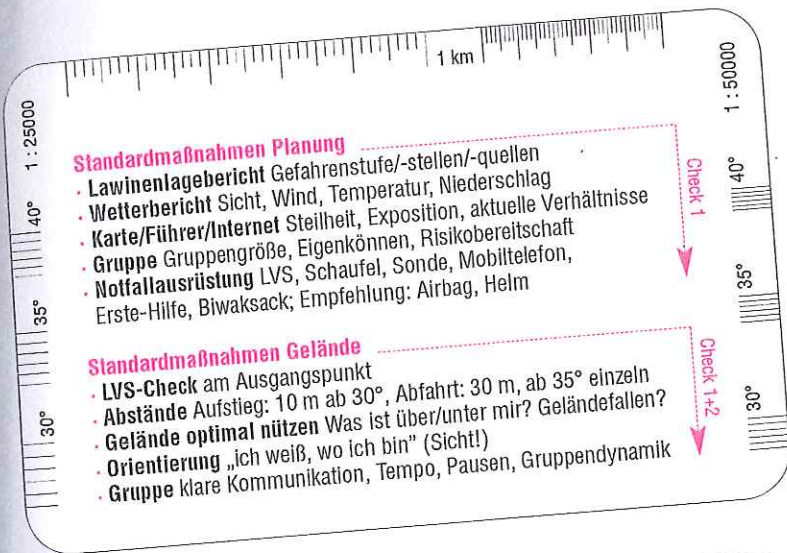 1 km
1 : 25000
40°
35°
30°
1 : 50000
40°
35°
30°
Standardmaßnahmen Planung
· Lawinenlagebericht Gefahrenstufe/-stellen/-quellen
· Wetterbericht Sicht, Wind, Temperatur, Niederschlag
· Karte/Führer/Internet Steilheit, Exposition, aktuelle Verhältnisse
· Gruppe Gruppengröße, Eigenkönnen, Risikobereitschaft
· Notfallausrüstung LVS, Schaufel, Sonde, Mobiltelefon,
Erste-Hilfe, Biwaksack; Empfehlung: Airbag, Helm
Check 1
Standardmaßnahmen Gelände
· LVS-Check am Ausgangspunkt
· Abstände Aufstieg: 10 m ab 30°, Abfahrt: 30 m, ab 35° einzeln
· Gelände optimal nützen Was ist über/unter mir? Geländefallen?
· Orientierung „ich weiß, wo ich bin” (Sicht!)
· Gruppe klare Kommunikation, Tempo, Pausen, Gruppendynamik
Check 1+2